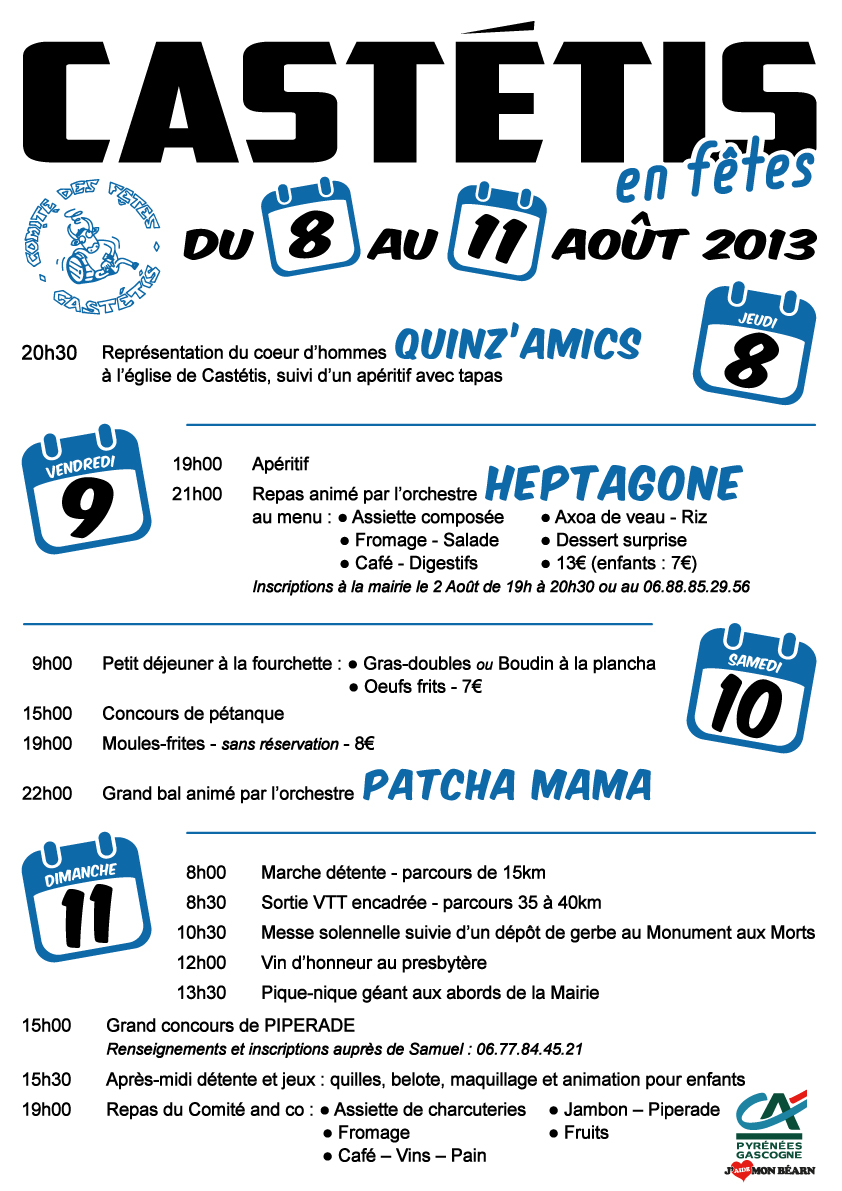 CASTÉTIS
en fêtes
COMITÉ DES FÊTES · CASTÉTIS ·
DU 8 AU 11 AOÛT 2013
JEUDI
8
20h30 Représentation du coeur d'hommes QUINZ'AMICS
à l'église de Castétis, suivi d'un apéritif avec tapas
VENDREDI
9
19h00 Apéritif
21h00 Repas animé par l'orchestre HEPTAGONE
au menu : ● Assiette composée ● Axoa de veau - Riz
● Fromage - Salade ● Dessert surprise
● Café - Digestifs ● 13€ (enfants : 7€)
Inscriptions à la mairie le 2 Août de 19h à 20h30 ou au 06.88.85.29.56
SAMEDI
10
9h00 Petit déjeuner à la fourchette : ● Gras-doubles ou Boudin à la plancha
● Oeufs frits - 7€
15h00 Concours de pétanque
19h00 Moules-frites - sans réservation - 8€
22h00 Grand bal animé par l'orchestre PATCHA MAMA
DIMANCHE
11
8h00 Marche détente - parcours de 15km
8h30 Sortie VTT encadrée - parcours 35 à 40km
10h30 Messe solennelle suivie d'un dépôt de gerbe au Monument aux Morts
12h00 Vin d'honneur au presbytère
13h30 Pique-nique géant aux abords de la Mairie
15h00 Grand concours de PIPERADE
Renseignements et inscriptions auprès de Samuel : 06.77.84.45.21
15h30 Après-midi détente et jeux : quilles, belote, maquillage et animation pour enfants
19h00 Repas du Comité and co : ● Assiette de charcuteries ● Jambon – Piperade
● Fromage ● Fruits
● Café – Vins – Pain
CA
PYRÉNÉES
GASCOGNE
J'AIDE MON BÉARN